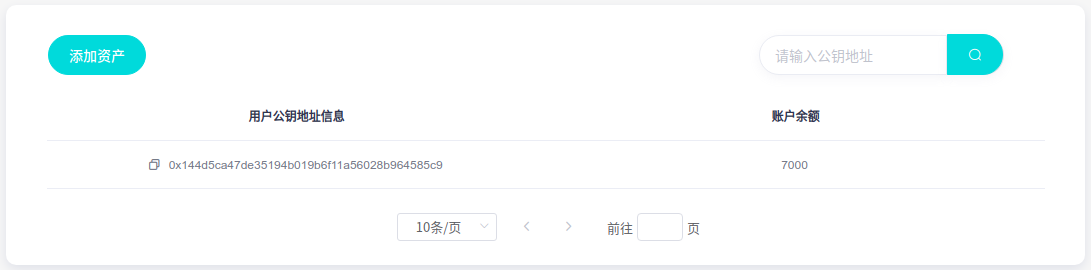 添加资产
请输入公钥地址
用户公钥地址信息 账户余额
0x144d5ca47de35194b019b6f11a56028b964585c9 7000
10条/页 前往 页